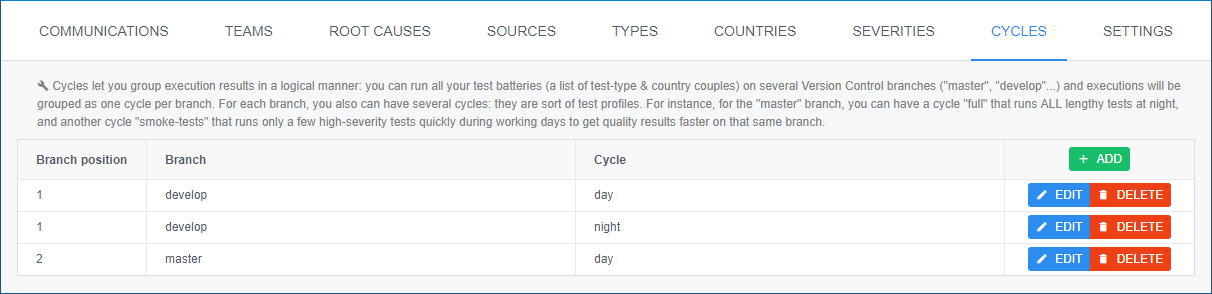 COMMUNICATIONS TEAMS ROOT CAUSES SOURCES TYPES COUNTRIES SEVERITIES CYCLES SETTINGS
Cycles let you group execution results in a logical manner: you can run all your test batteries (a list of test-type & country couples) on several Version Control branches ("master", "develop"...) and executions will be
grouped as one cycle per branch. For each branch, you also can have several cycles: they are sort of test profiles. For instance, for the "master" branch, you can have a cycle "full" that runs ALL lengthy tests at night,
and another cycle "smoke-tests" that runs only a few high-severity tests quickly during working days to get quality results faster on that same branch.
Branch position Branch Cycle + ADD
1 develop day EDIT DELETE
1 develop night EDIT DELETE
2 master day EDIT DELETE